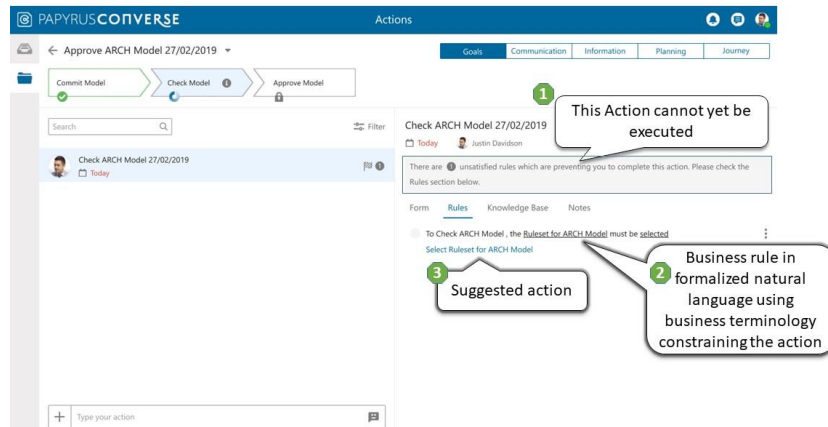 PAPYRUSCONVERSE
Actions
Approve ARCH Model 27/02/2019
Goals
Communication
Information
Planning
Journey
Commit Model
Check Model
Approve Model
1
This Action cannot yet be
executed
Search
Filter
Check ARCH Model 27/02/2019
Today
Justin Davidson
Check ARCH Model 27/02/2019
Today
1
There are 1 unsatisfied rules which are preventing you to complete this action. Please check the
Rules section below.
Form
Rules
Knowledge Base
Notes
To Check ARCH Model , the Ruleset for ARCH Model must be selected
Select Ruleset for ARCH Model
3
Suggested action
2
Business rule in
formalized natural
language using
business terminology
constraining the action
Type your action